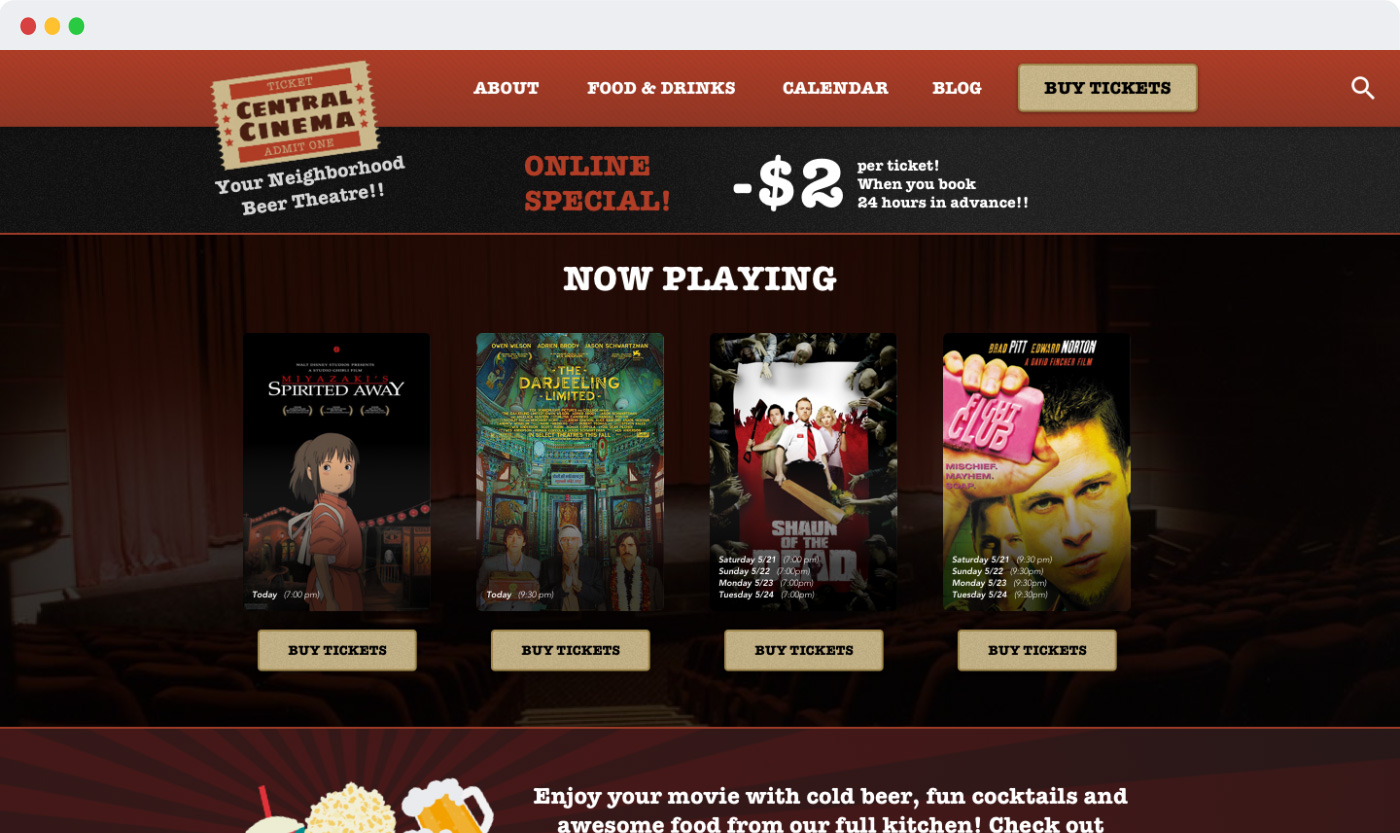 TICKET
CENTRAL
CINEMA
ADMIT ONE
Your Neighborhood
Beer Theatre!!
ABOUT
FOOD & DRINKS
CALENDAR
BLOG
BUY TICKETS
ONLINE
SPECIAL!
-$2
per ticket!
When you book
24 hours in advance!!
NOW PLAYING
WALT DISNEY STUDIOS PRESENTS
A STUDIO GHIBLI FILM
MIYAZAKI'S
SPIRITED AWAY
Today (7:00 pm)
BUY TICKETS
OWEN WILSON ADRIEN BRODY JASON SCHWARTZMAN
-THE-
DARJEELING
-LIMITED-
IN SELECT THEATRES THIS FALL
Today (9:30 pm)
BUY TICKETS
SHAUN
OF THE
DEAD
Saturday 5/21 (7:00 pm)
Sunday 5/22 (7:00pm)
Monday 5/23 (7:00pm)
Tuesday 5/24 (7:00pm)
BUY TICKETS
BRAD PITT EDWARD NORTON
A DAVID FINCHER FILM
FIGHT
CLUB
MISCHIEF.
MAYHEM.
SOAP.
Saturday 5/21 (9:30 pm)
Sunday 5/22 (9:30pm)
Monday 5/23 (9:30pm)
Tuesday 5/24 (9:30pm)
BUY TICKETS
Enjoy your movie with cold beer, fun cocktails and
awesome food from our full kitchen! Check out